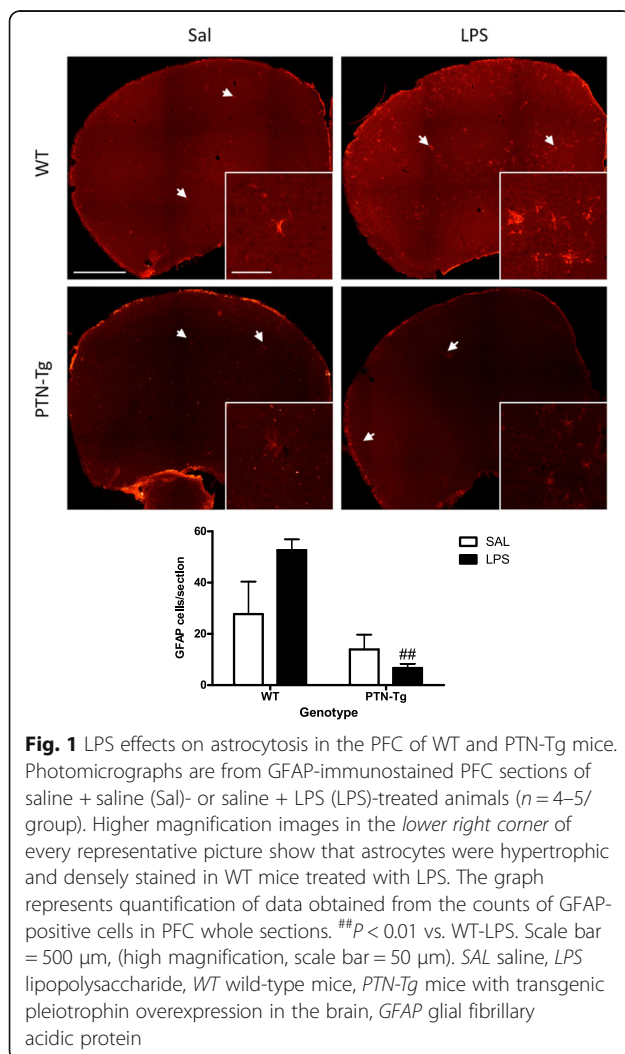 Sal LPS
WT
PTN-Tg
60
40
20
0
GFAP cells/section
SAL
LPS
##
WT PTN-Tg
Genotype
Fig. 1 LPS effects on astrocytosis in the PFC of WT and PTN-Tg mice.
Photomicrographs are from GFAP-immunostained PFC sections of
saline + saline (Sal)- or saline + LPS (LPS)-treated animals (n = 4–5/
group). Higher magnification images in the lower right corner of
every representative picture show that astrocytes were hypertrophic
and densely stained in WT mice treated with LPS. The graph
represents quantification of data obtained from the counts of GFAP-
positive cells in PFC whole sections. ##P < 0.01 vs. WT-LPS. Scale bar
= 500 μm, (high magnification, scale bar = 50 μm). SAL saline, LPS
lipopolysaccharide, WT wild-type mice, PTN-Tg mice with transgenic
pleiotrophin overexpression in the brain, GFAP glial fibrillary
acidic protein